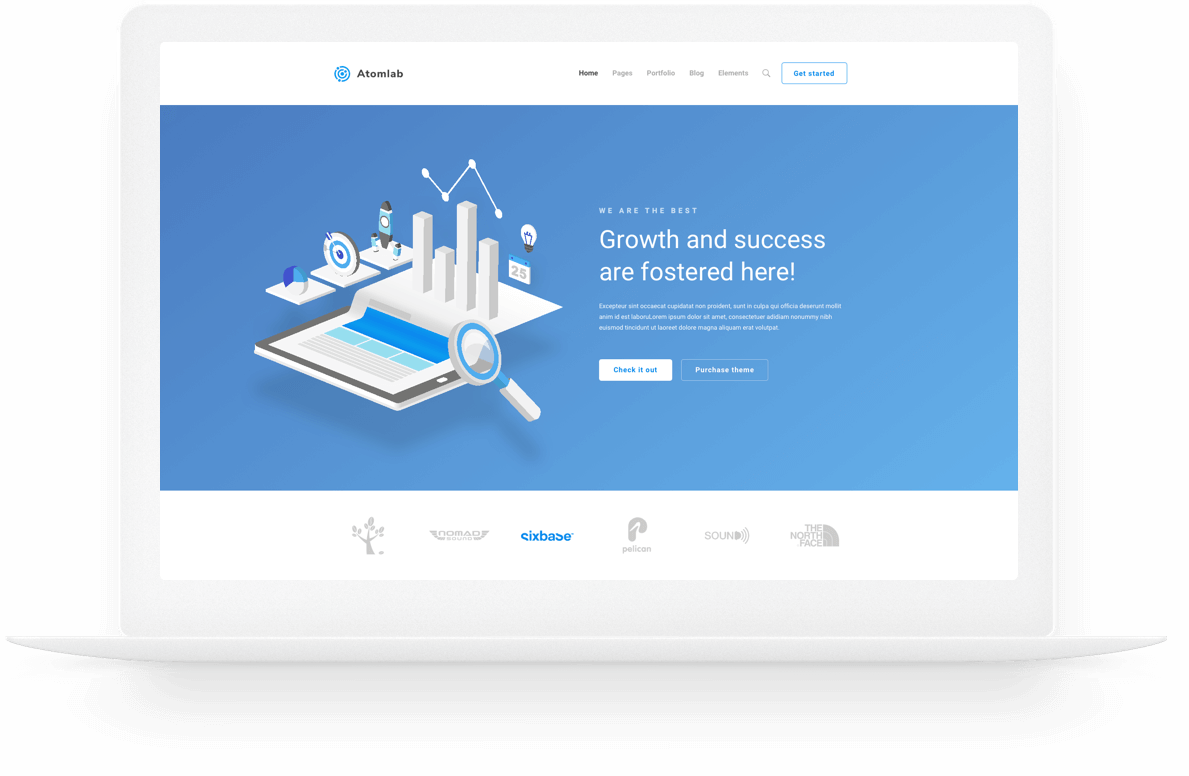 Atomlab
Home Pages Portfolio Blog Elements Get started
WE ARE THE BEST
Growth and success
are fostered here!
Excepteur sint occaecat cupidatat non proident, sunt in culpa qui officia deserunt mollit
anim id est laboruLorem ipsum dolor sit amet, consectetuer adidiam nonummy nibh
euismod tincidunt ut laoreet dolore magna aliquam erat volutpat.
Check it out Purchase theme
25
NOMAD
SOUND
sixbase
pelican
SOUND
THE
NORTH
FACE